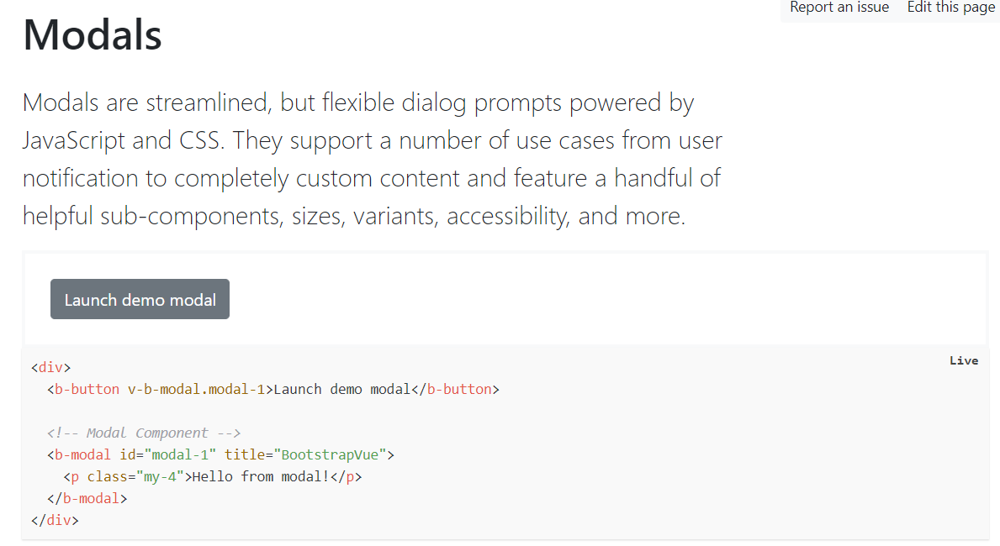 Report an issue Edit this page
Modals
Modals are streamlined, but flexible dialog prompts powered by
JavaScript and CSS. They support a number of use cases from user
notification to completely custom content and feature a handful of
helpful sub-components, sizes, variants, accessibility, and more.
Launch demo modal
Live
<div>
  <b-button v-b-modal.modal-1>Launch demo modal</b-button>

  <!-- Modal Component -->
  <b-modal id="modal-1" title="BootstrapVue">
    <p class="my-4">Hello from modal!</p>
  </b-modal>
</div>